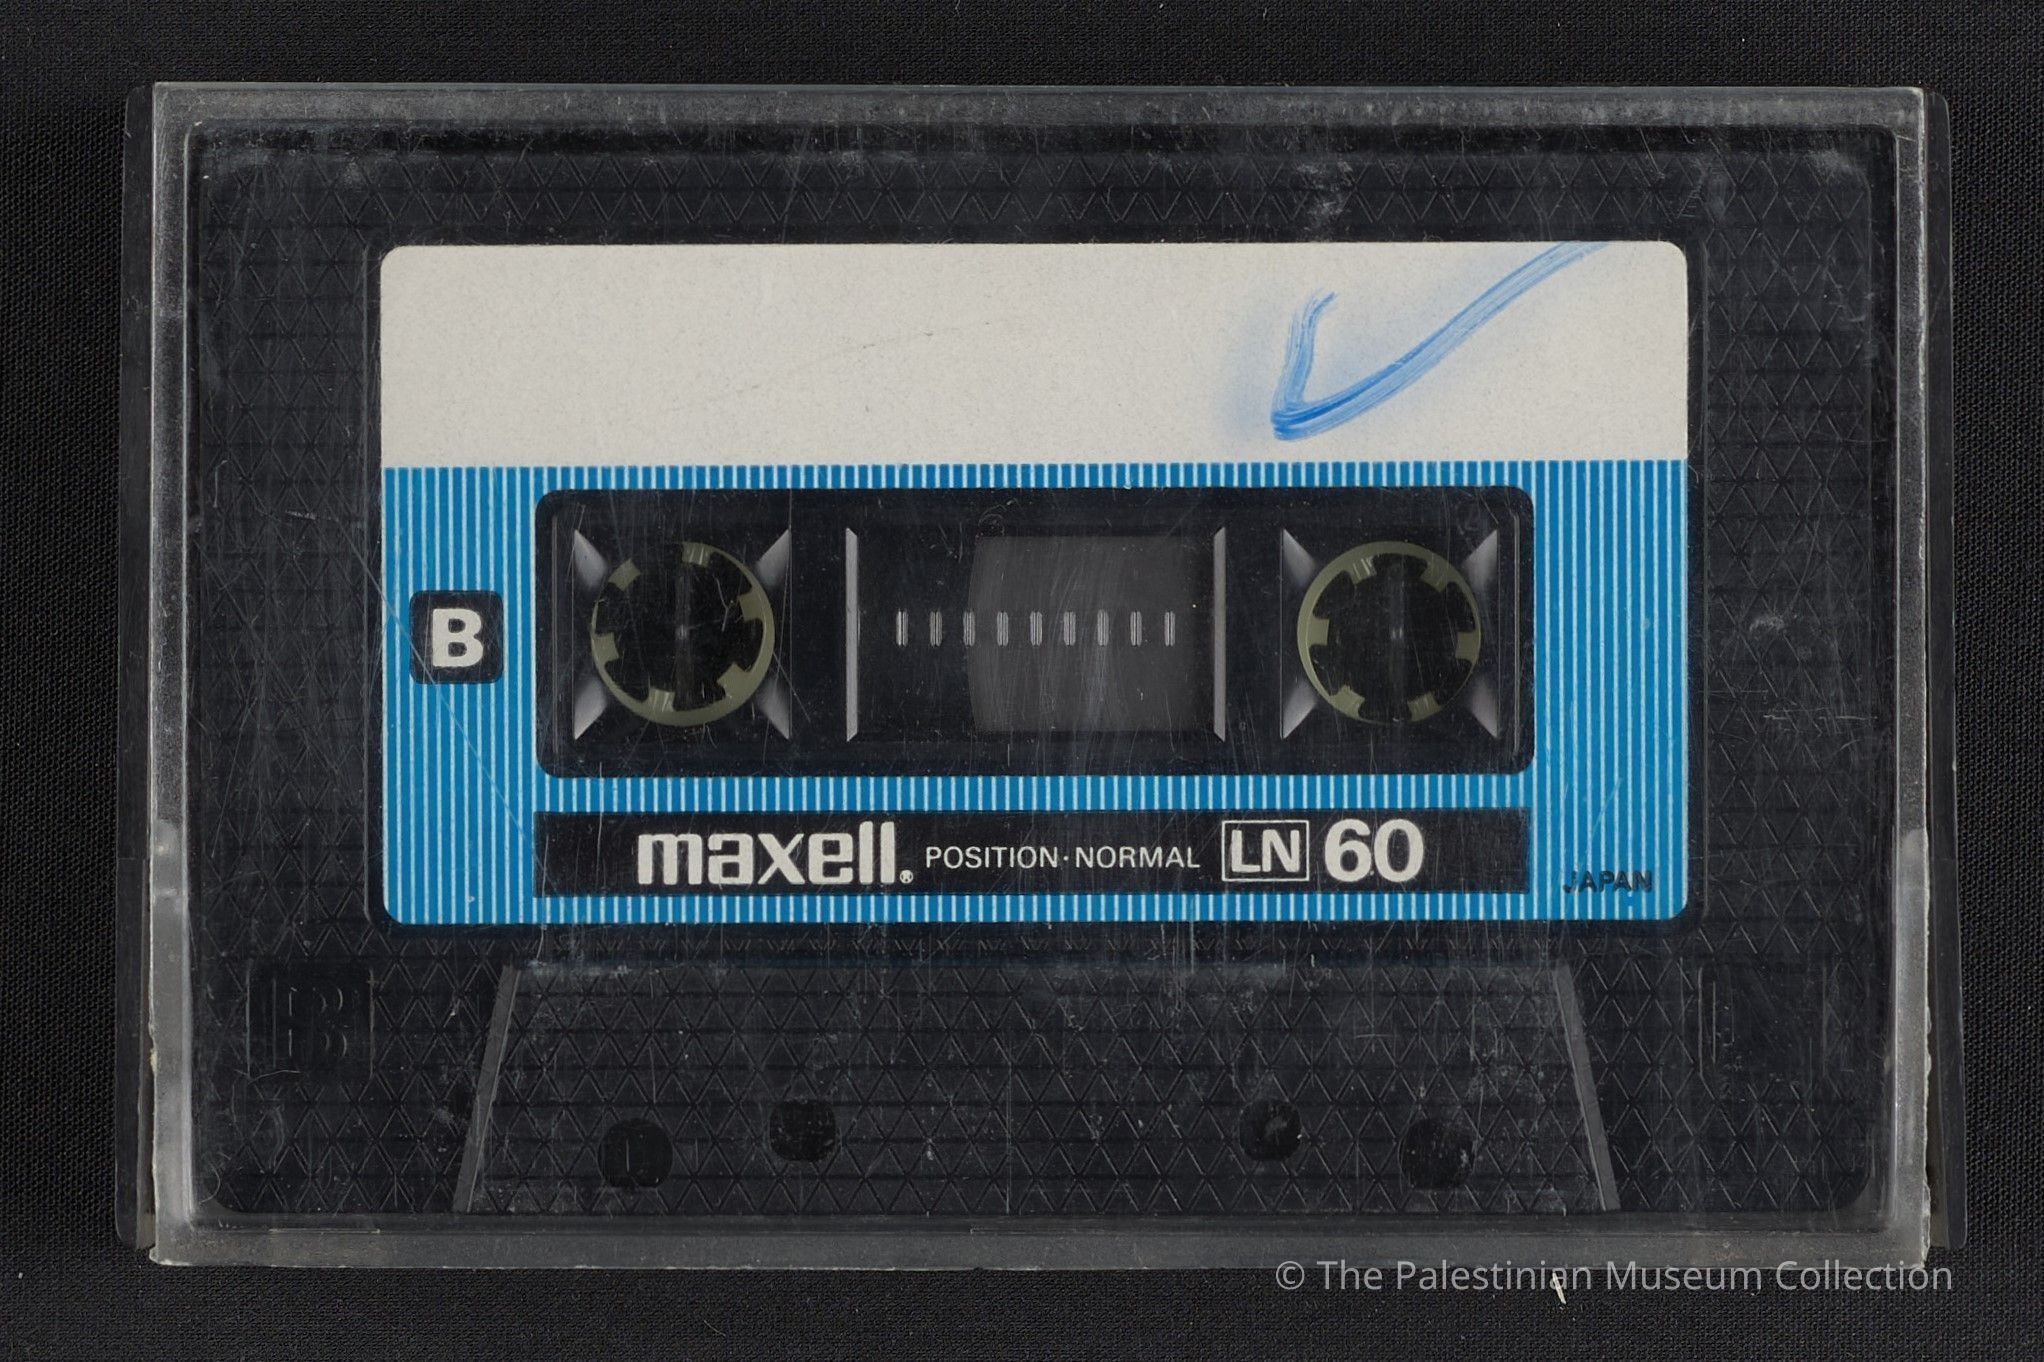 B
maxell® POSITION·NORMAL LN 60
JAPAN
B
© The Palestinian Museum Collection